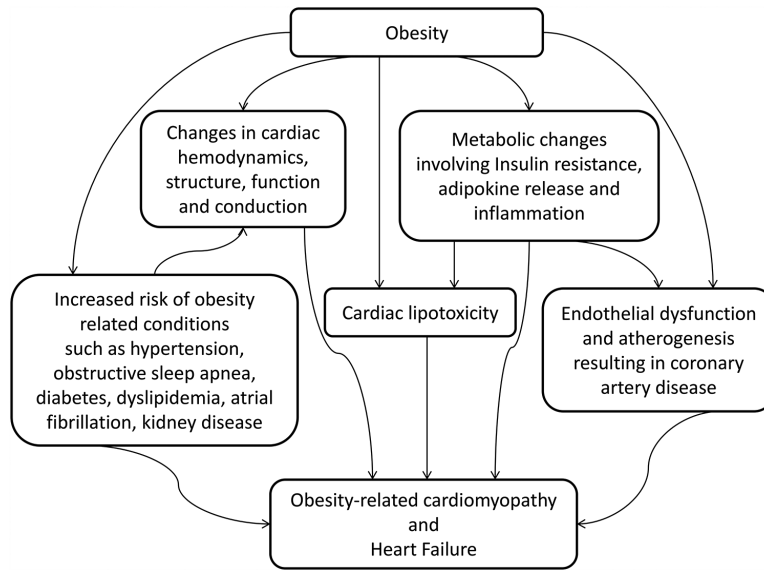 Obesity
Changes in cardiac
hemodynamics,
structure, function
and conduction
Metabolic changes
involving Insulin resistance,
adipokine release and
inflammation
Increased risk of obesity
related conditions
such as hypertension,
obstructive sleep apnea,
diabetes, dyslipidemia, atrial
fibrillation, kidney disease
Cardiac lipotoxicity
Endothelial dysfunction
and atherogenesis
resulting in coronary
artery disease
Obesity-related cardiomyopathy
and
Heart Failure